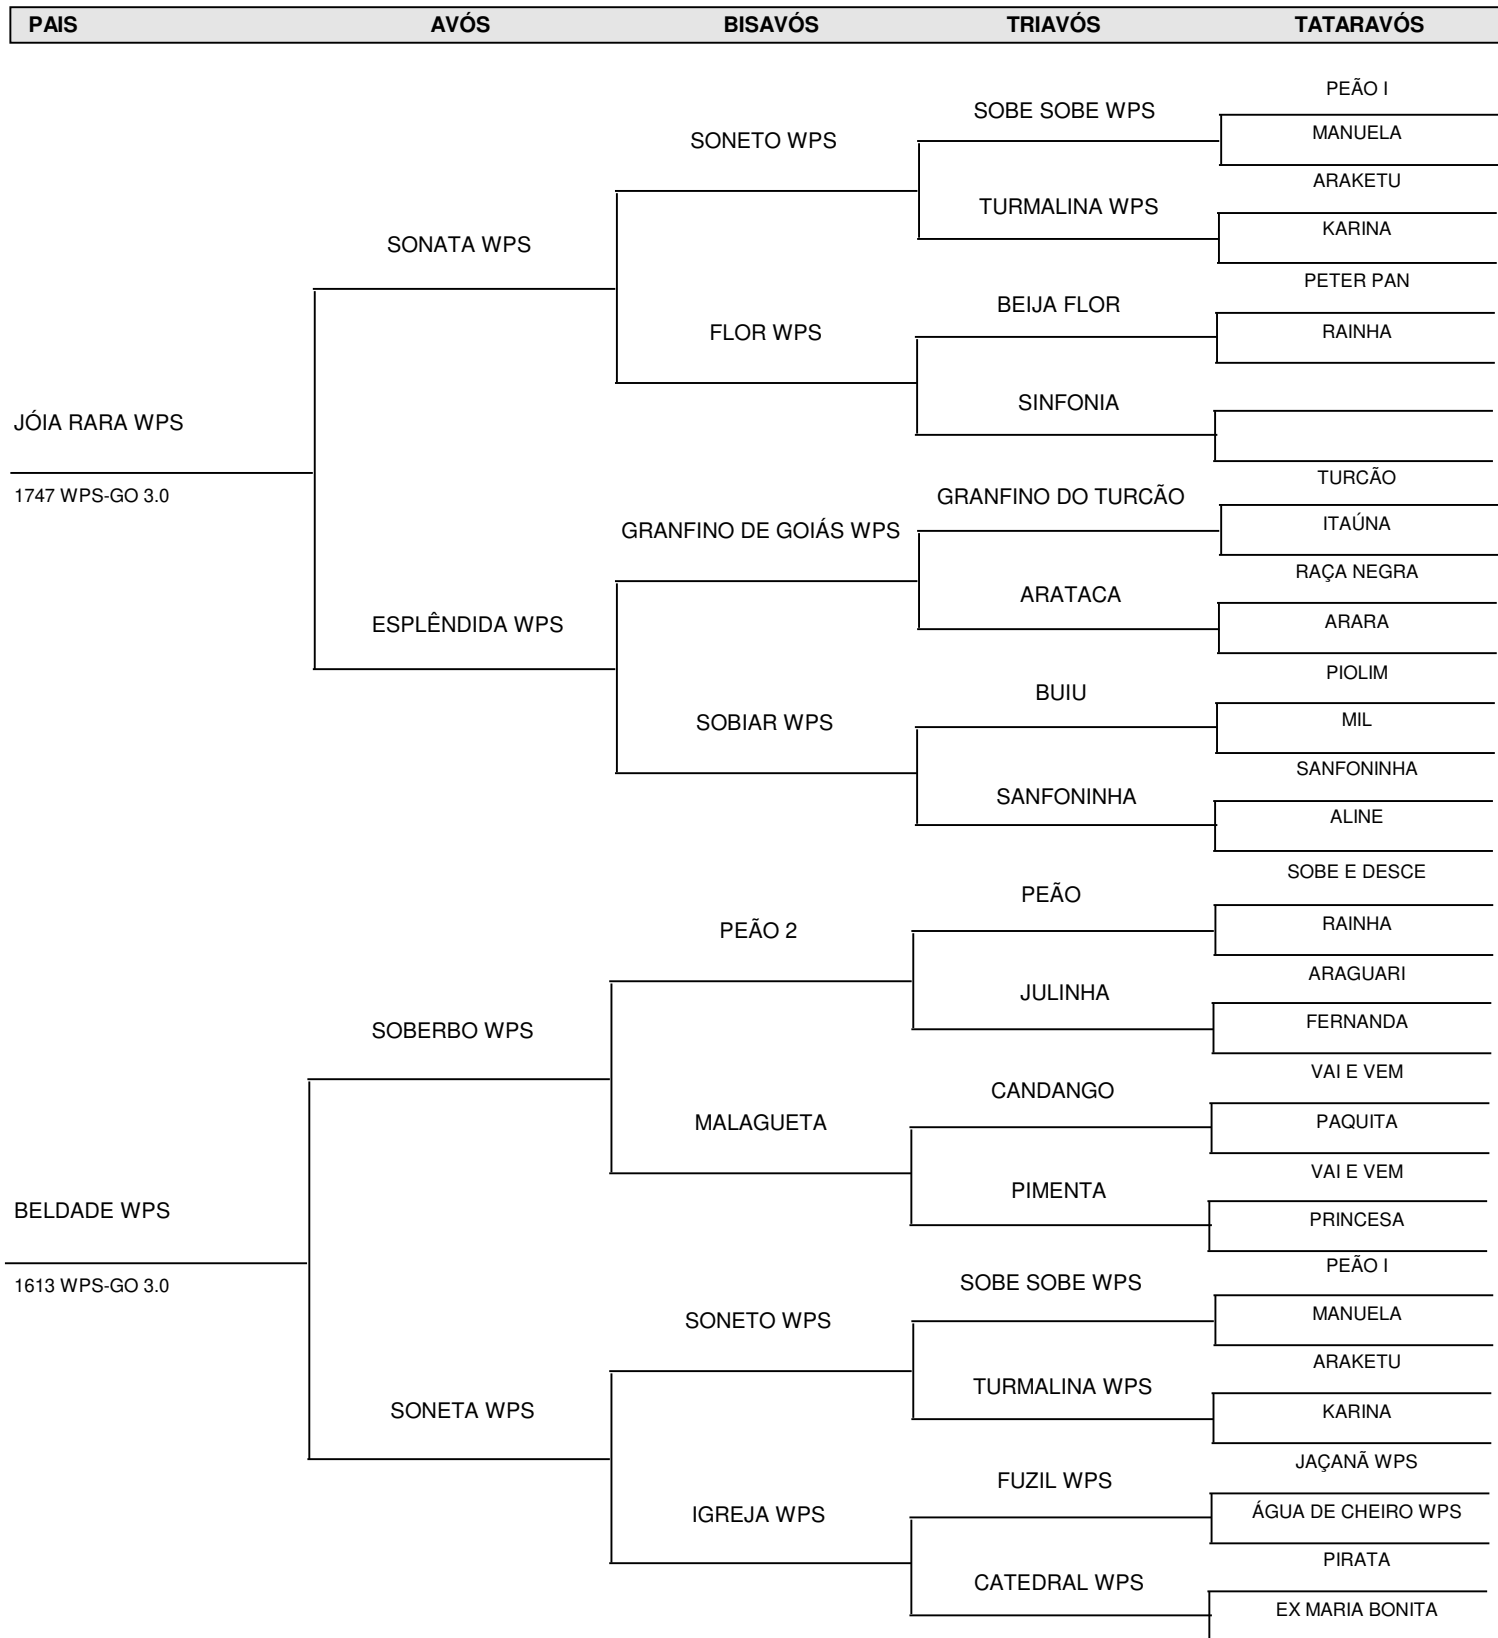 PAIS AVÓS BISAVÓS TRIAVÓS TATARAVÓS
PEÃO I
SOBE SOBE WPS
MANUELA
SONETO WPS
ARAKETU
TURMALINA WPS
KARINA
SONATA WPS
PETER PAN
BEIJA FLOR
RAINHA
FLOR WPS
SINFONIA
JÓIA RARA WPS
TURCÃO
1747 WPS-GO 3.0
GRANFINO DO TURCÃO
ITAÚNA
GRANFINO DE GOIÁS WPS
RAÇA NEGRA
ARATACA
ARARA
ESPLÊNDIDA WPS
PIOLIM
BUIU
MIL
SOBIAR WPS
SANFONINHA
SANFONINHA
ALINE
SOBE E DESCE
PEÃO
RAINHA
PEÃO 2
ARAGUARI
JULINHA
FERNANDA
SOBERBO WPS
VAI E VEM
CANDANGO
PAQUITA
MALAGUETA
VAI E VEM
PIMENTA
BELDADE WPS
PRINCESA
PEÃO I
1613 WPS-GO 3.0
SOBE SOBE WPS
MANUELA
SONETO WPS
ARAKETU
TURMALINA WPS
KARINA
SONETA WPS
JAÇANÃ WPS
FUZIL WPS
ÁGUA DE CHEIRO WPS
IGREJA WPS
PIRATA
CATEDRAL WPS
EX MARIA BONITA